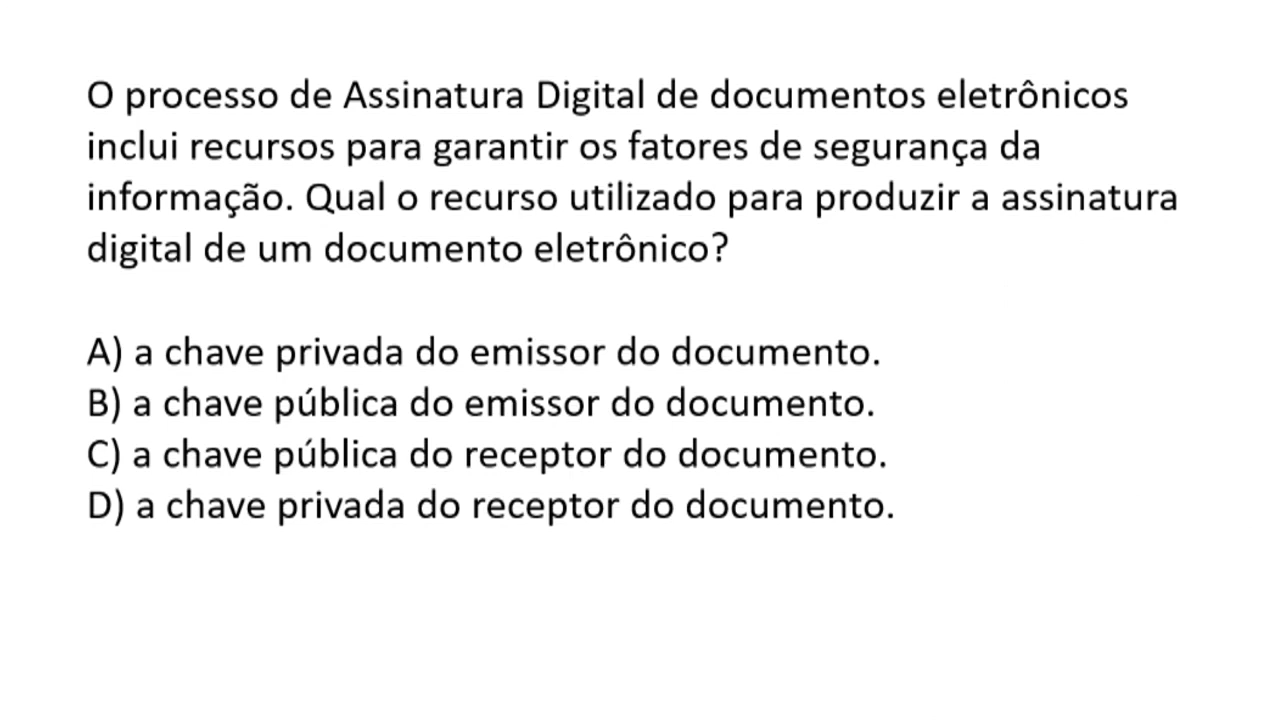 O processo de Assinatura Digital de documentos eletrônicos
inclui recursos para garantir os fatores de segurança da
informação. Qual o recurso utilizado para produzir a assinatura
digital de um documento eletrônico?
A) a chave privada do emissor do documento.
B) a chave pública do emissor do documento.
C) a chave pública do receptor do documento.
D) a chave privada do receptor do documento.